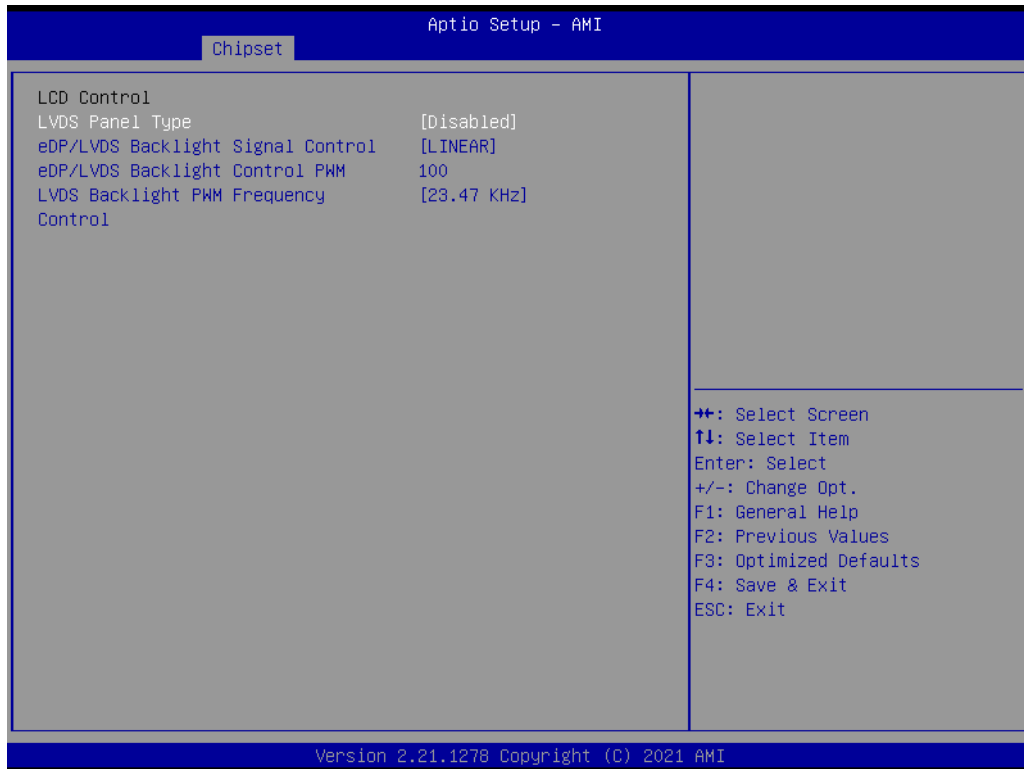 Aptio Setup - AMI
Chipset
LCD Control
LVDS Panel Type [Disabled]
eDP/LVDS Backlight Signal Control [LINEAR]
eDP/LVDS Backlight Control PWM 100
LVDS Backlight PWM Frequency [23.47 KHz]
Control
→←: Select Screen
↑↓: Select Item
Enter: Select
+/-: Change Opt.
F1: General Help
F2: Previous Values
F3: Optimized Defaults
F4: Save & Exit
ESC: Exit
Version 2.21.1278 Copyright (C) 2021 AMI